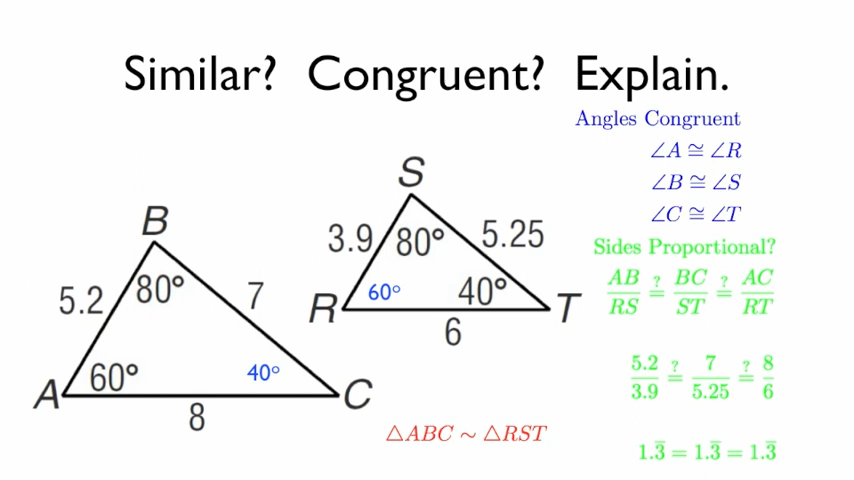 Similar? Congruent? Explain.
Angles Congruent
∠A ≅ ∠R
∠B ≅ ∠S
∠C ≅ ∠T
Sides Proportional?
AB/RS ≟ BC/ST ≟ AC/RT
5.2/3.9 ≟ 7/5.25 ≟ 8/6
1.3̅ = 1.3̅ = 1.3̅
B
5.2
80°
7
A
60°
40°
C
8
S
3.9
80°
5.25
R
60°
40°
T
6
△ABC ∼ △RST